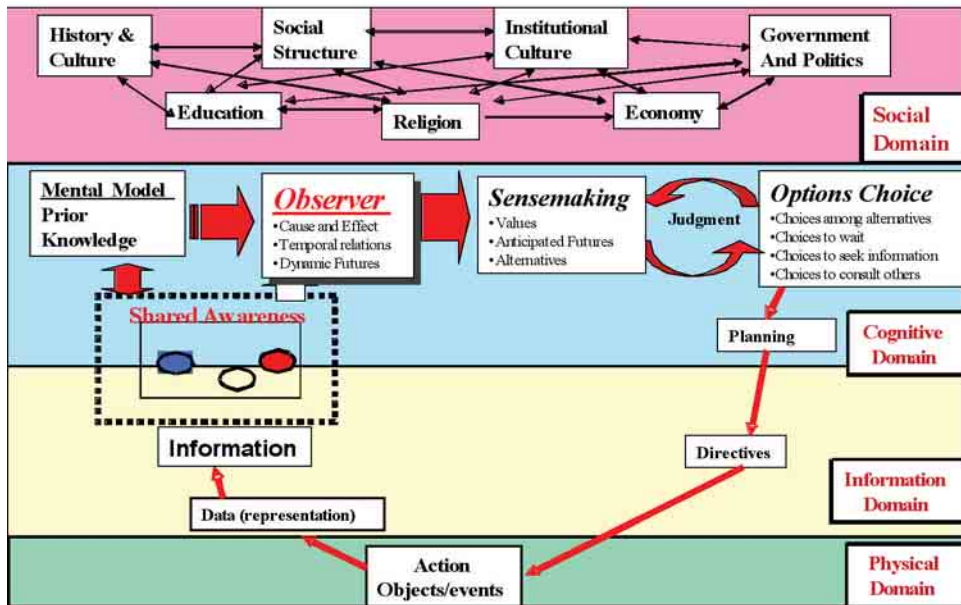 History &
Culture
Social
Structure
Institutional
Culture
Government
And Politics
Education
Religion
Economy
Social
Domain
Mental Model
Prior
Knowledge
Observer
•Cause and Effect
•Temporal relations
•Dynamic Futures
Sensemaking
•Values
•Anticipated Futures
•Alternatives
Judgment
Options Choice
•Choices among alternatives
•Choices to wait
•Choices to seek information
•Choices to consult others
Shared Awareness
Planning
Cognitive
Domain
Information
Directives
Data (representation)
Information
Domain
Action
Objects/events
Physical
Domain